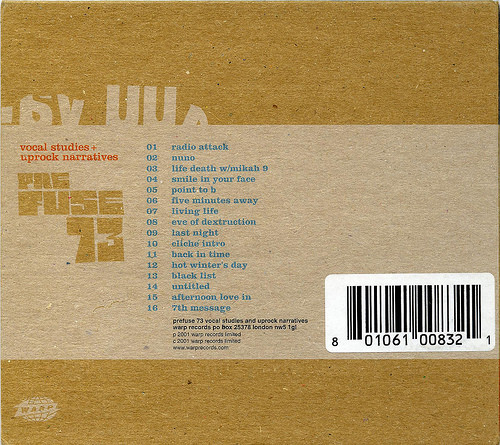 vocal studies +
uprock narratives
PRE
FUSE
73
01 radio attack
02 nuno
03 life death w/mikah 9
04 smile in your face
05 point to b
06 five minutes away
07 living life
08 eve of dextruction
09 last night
10 cliche intro
11 back in time
12 hot winter's day
13 black list
14 untitled
15 afternoon love in
16 7th message
prefuse 73 vocal studies and uprock narratives
warp records po box 25378 london nw5 1gl
p 2001 warp records limited
c 2001 warp records limited
www.warprecords.com
8 01061 00832 1
WARP